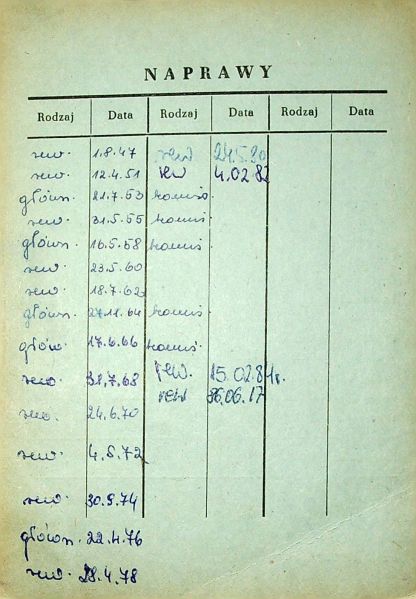 NAPRAWY
Rodzaj Data Rodzaj Data Rodzaj Data
rew. 1.8.47 rew 24.5.80
rew. 12.4.51 rew 4.02.82
główn. 21.7.53 komis.
rew. 31.5.55 komis.
główn. 16.5.58 komis.
rew. 23.5.60
rew. 18.7.62
główn. 27.11.64 komis.
główn. 17.6.66 komis.
rew. 31.7.68 rew. 15.02.84r.
rew 86.06.17
rew. 24.6.70
rew. 4.5.72
rew. 30.9.74
główn. 22.4.76
rew. 28.4.78